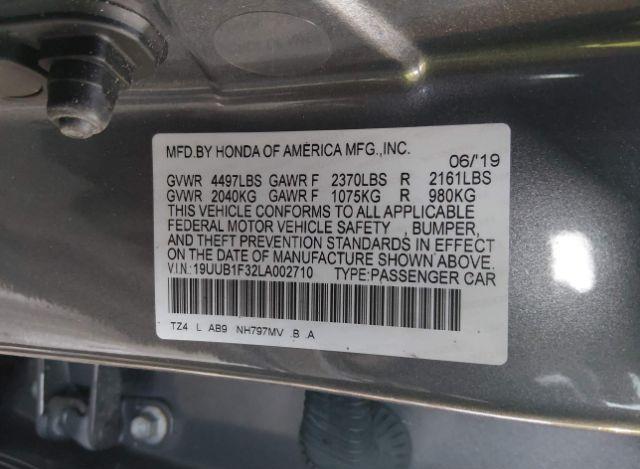 MFD.BY HONDA OF AMERICA MFG.,INC. 06/'19
GVWR 4497LBS GAWR F 2370LBS R 2161LBS
GVWR 2040KG GAWR F 1075KG R 980KG
THIS VEHICLE CONFORMS TO ALL APPLICABLE
FEDERAL MOTOR VEHICLE SAFETY , BUMPER,
AND THEFT PREVENTION STANDARDS IN EFFECT ON
DATE OF MANUFACTURE SHOWN ABOVE.
V.I.N.:19UUB1F32LA002710 TYPE:PASSENGER CAR
TZ4 L AB9 NH797MV .B .A